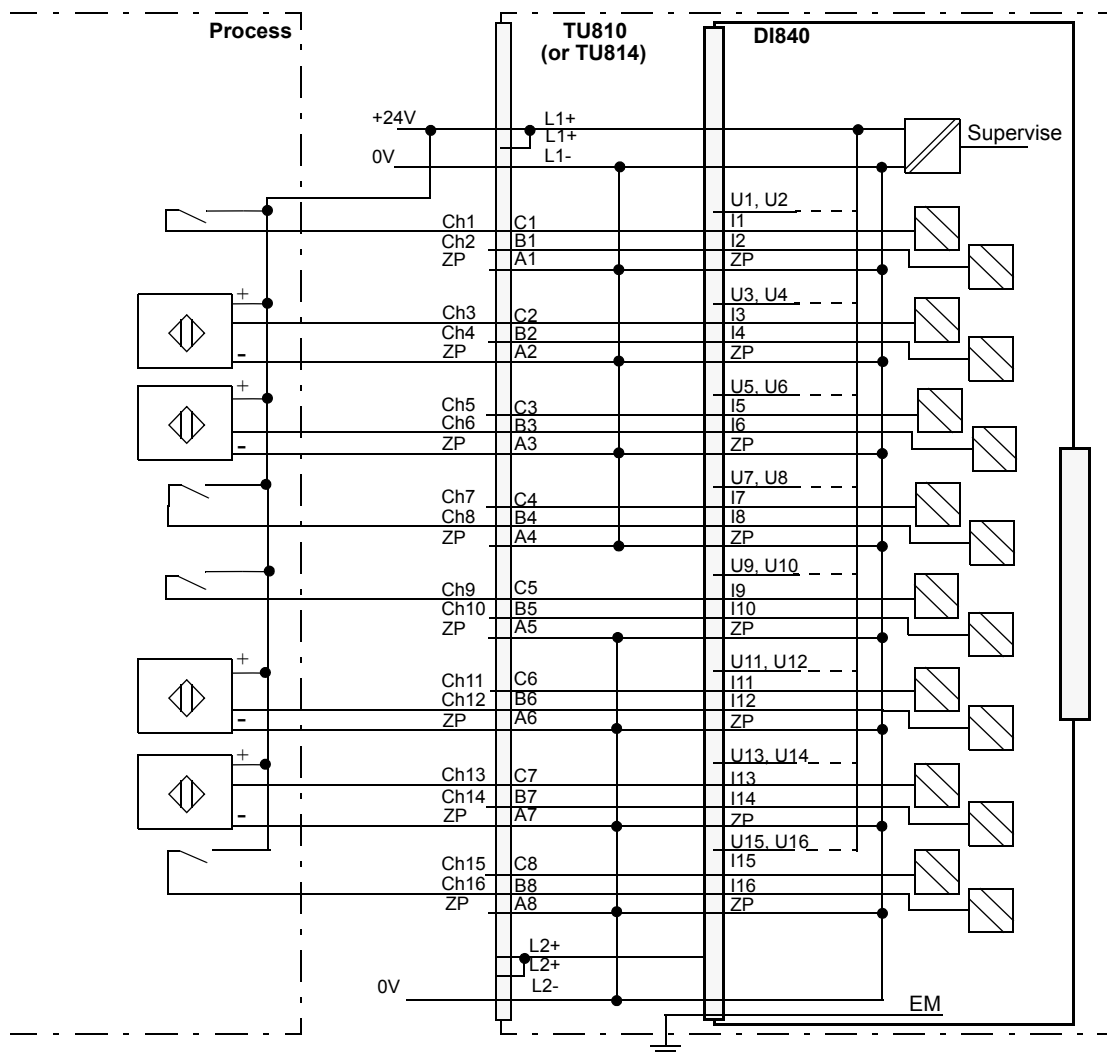 Process
TU810
(or TU814)
DI840
+24V
L1+
L1+
0V
L1-
Supervise
U1, U2
Ch1 C1 I1
Ch2 B1 I2
ZP A1 ZP
+
U3, U4
Ch3 C2 I3
Ch4 B2 I4
- ZP A2 ZP
+
U5, U6
Ch5 C3 I5
Ch6 B3 I6
- ZP A3 ZP
U7, U8
Ch7 C4 I7
Ch8 B4 I8
ZP A4 ZP
U9, U10
Ch9 C5 I9
Ch10 B5 I10
ZP A5 ZP
+
U11, U12
Ch11 C6 I11
Ch12 B6 I12
- ZP A6 ZP
+
U13, U14
Ch13 C7 I13
Ch14 B7 I14
- ZP A7 ZP
U15, U16
Ch15 C8 I15
Ch16 B8 I16
ZP A8 ZP
L2+
L2+
0V L2-
EM